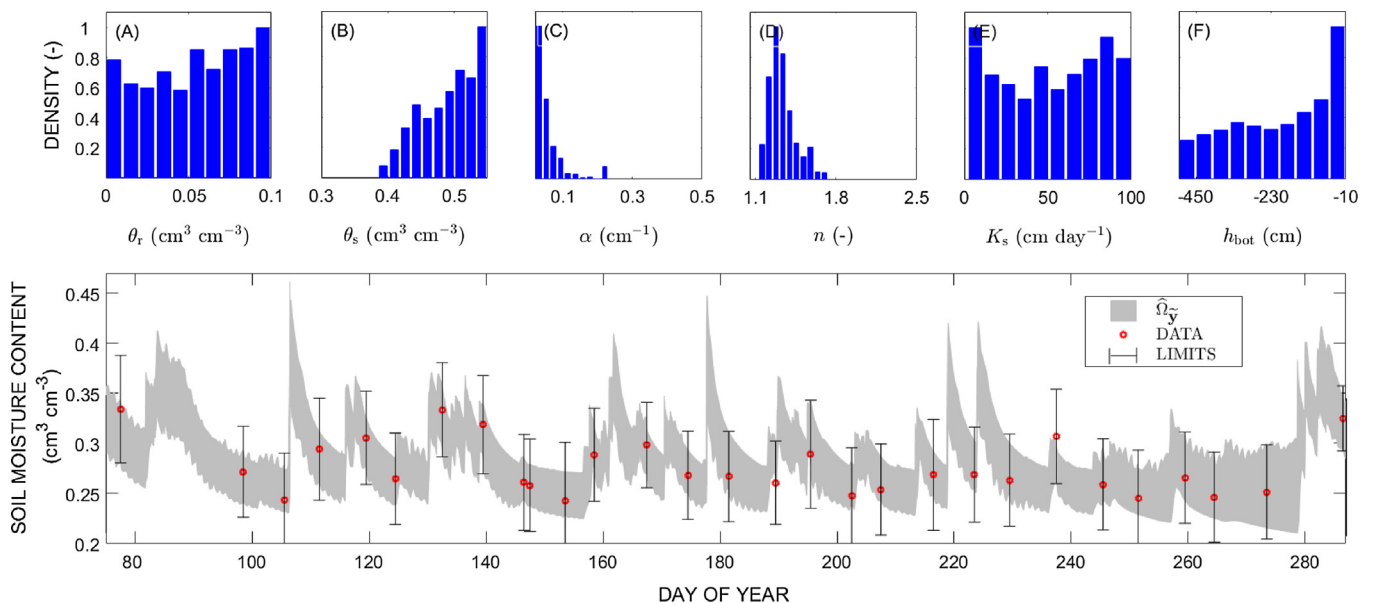 DENSITY (-)
1
0.8
0.6
0.4
0.2
(A)
(B)
(C)
(D)
(E)
(F)
0 0.05 0.1
0.3 0.4 0.5
0.1 0.3 0.5
1.1 1.8 2.5
0 50 100
-450 -230 -10
θr (cm³ cm⁻³)
θs (cm³ cm⁻³)
α (cm⁻¹)
n (-)
Ks (cm day⁻¹)
hbot (cm)
SOIL MOISTURE CONTENT
(cm³ cm⁻³)
0.45
0.4
0.35
0.3
0.25
0.2
Ω̂ỹ
DATA
LIMITS
80 100 120 140 160 180 200 220 240 260 280
DAY OF YEAR